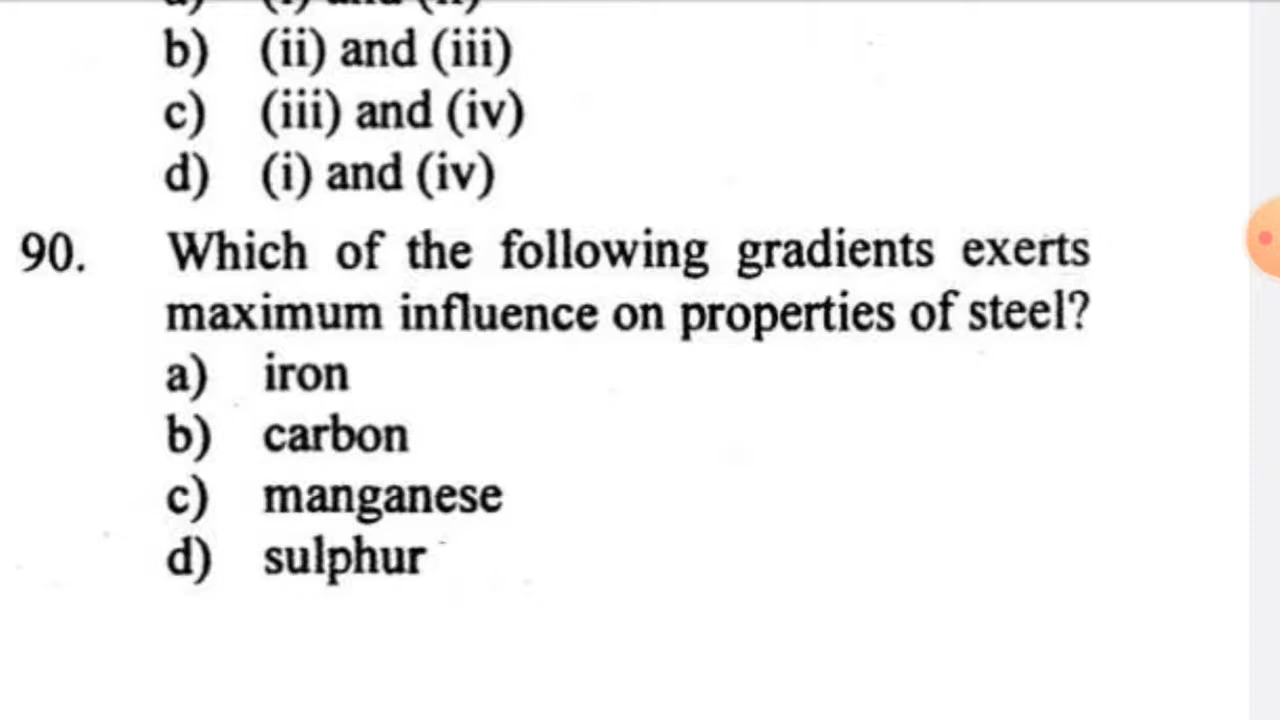 b) (ii) and (iii)
c) (iii) and (iv)
d) (i) and (iv)
90. Which of the following gradients exerts
maximum influence on properties of steel?
a) iron
b) carbon
c) manganese
d) sulphur